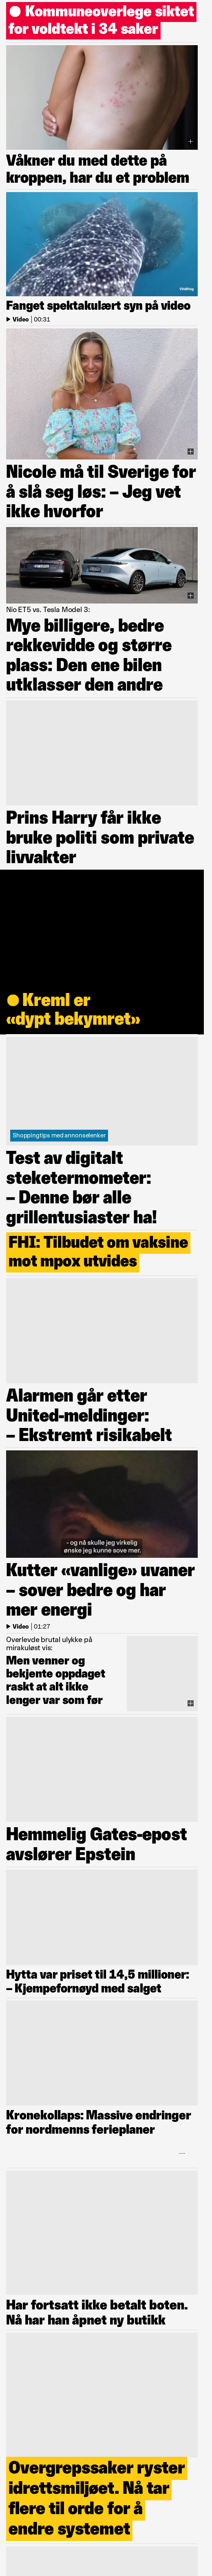 Kommuneoverlege siktet
for voldtekt i 34 saker
Våkner du med dette på
kroppen, har du et problem
Fanget spektakulært syn på video
Video | 00:31
Nicole må til Sverige for
å slå seg løs: – Jeg vet
ikke hvorfor
Nio ET5 vs. Tesla Model 3:
Mye billigere, bedre
rekkevidde og større
plass: Den ene bilen
utklasser den andre
Prins Harry får ikke
bruke politi som private
livvakter
Kreml er
«dypt bekymret»
Shoppingtips med annonselenker
Test av digitalt
steketermometer:
– Denne bør alle
grillentusiaster ha!
FHI: Tilbudet om vaksine
mot mpox utvides
Alarmen går etter
United-meldinger:
– Ekstremt risikabelt
- og nå skulle jeg virkelig
ønske jeg kunne sove mer.
Kutter «vanlige» uvaner
– sover bedre og har
mer energi
Video | 01:27
Overlevde brutal ulykke på
mirakuløst vis:
Men venner og
bekjente oppdaget
raskt at alt ikke
lenger var som før
Hemmelig Gates-epost
avslører Epstein
Hytta var priset til 14,5 millioner:
– Kjempefornøyd med salget
Kronekollaps: Massive endringer
for nordmenns ferieplaner
Har fortsatt ikke betalt boten.
Nå har han åpnet ny butikk
Overgrepssaker ryster
idrettsmiljøet. Nå tar
flere til orde for å
endre systemet